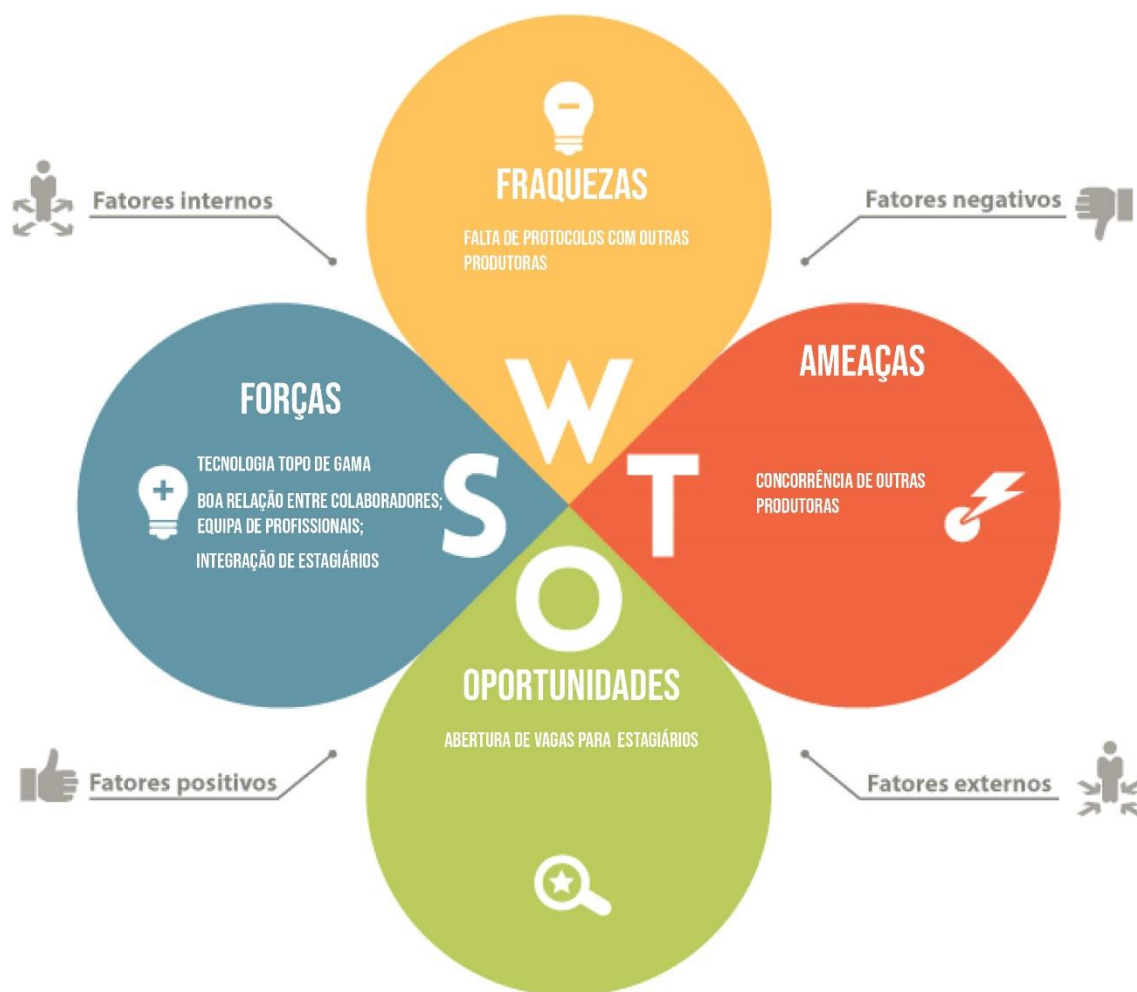 FRAQUEZAS
FALTA DE PROTOCOLOS COM OUTRAS
PRODUTORAS
W
Fatores internos
Fatores negativos
FORÇAS
TECNOLOGIA TOPO DE GAMA
BOA RELAÇÃO ENTRE COLABORADORES;
EQUIPA DE PROFISSIONAIS;
INTEGRAÇÃO DE ESTAGIÁRIOS
S
AMEAÇAS
CONCORRÊNCIA DE OUTRAS
PRODUTORAS
T
O
OPORTUNIDADES
ABERTURA DE VAGAS PARA ESTAGIÁRIOS
Fatores positivos
Fatores externos